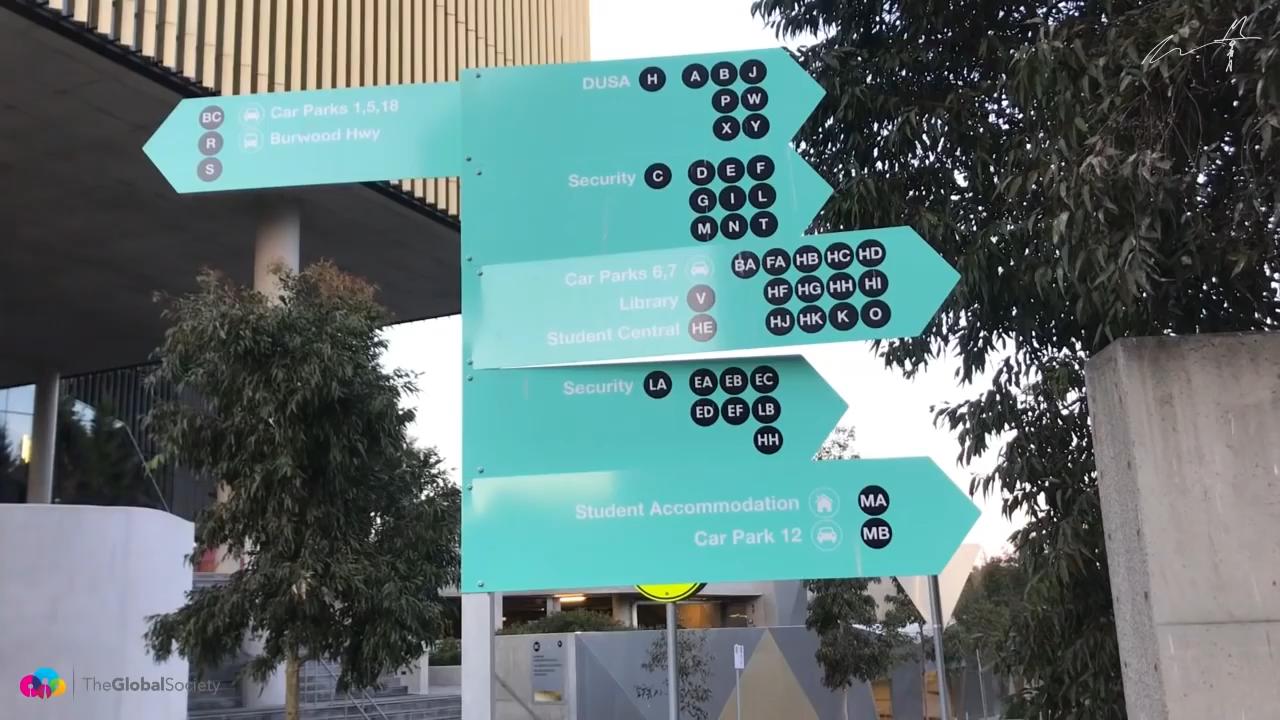 BC Car Parks 1,5,18
R Burwood Hwy
S
DUSA H A B J
P W
X Y
Security C D E F
G I L
M N T
Car Parks 6,7 BA FA HB HC HD
Library V HF HG HH HI
Student Central HE HJ HK K O
Security LA EA EB EC
ED EF LB
HH
Student Accommodation MA
Car Park 12 MB
TheGlobalSociety